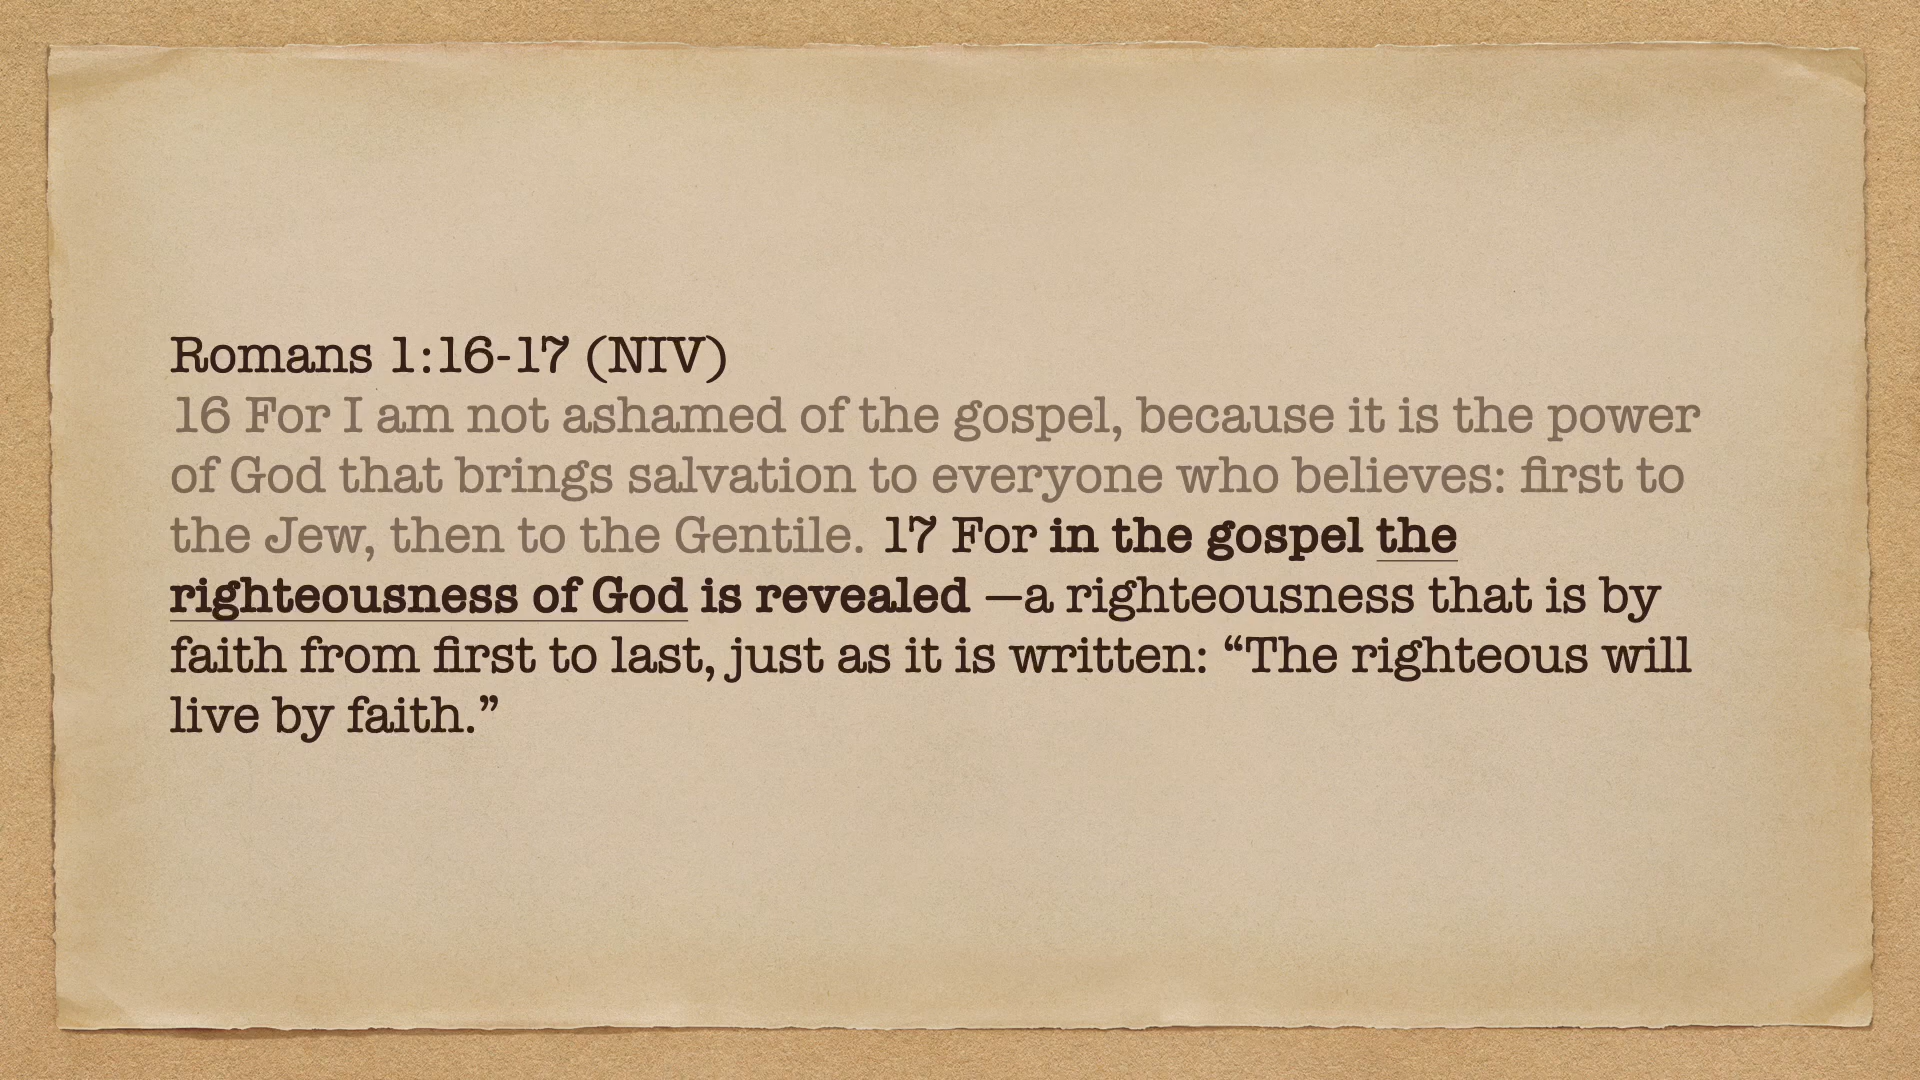 Romans 1:16-17 (NIV)
16 For I am not ashamed of the gospel, because it is the power
of God that brings salvation to everyone who believes: first to
the Jew, then to the Gentile. 17 For in the gospel the
righteousness of God is revealed —a righteousness that is by
faith from first to last, just as it is written: “The righteous will
live by faith.”